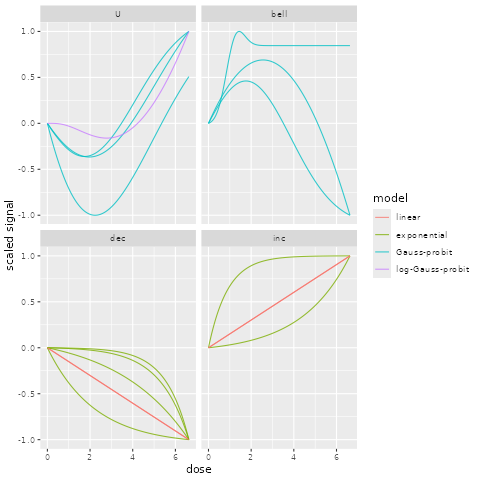 U
bell
1.0
0.5
0.0
-0.5
-1.0
scaled signal
dec
inc
1.0
0.5
0.0
-0.5
-1.0
0
2
4
6
0
2
4
6
dose
model
linear
exponential
Gauss-probit
log-Gauss-probit